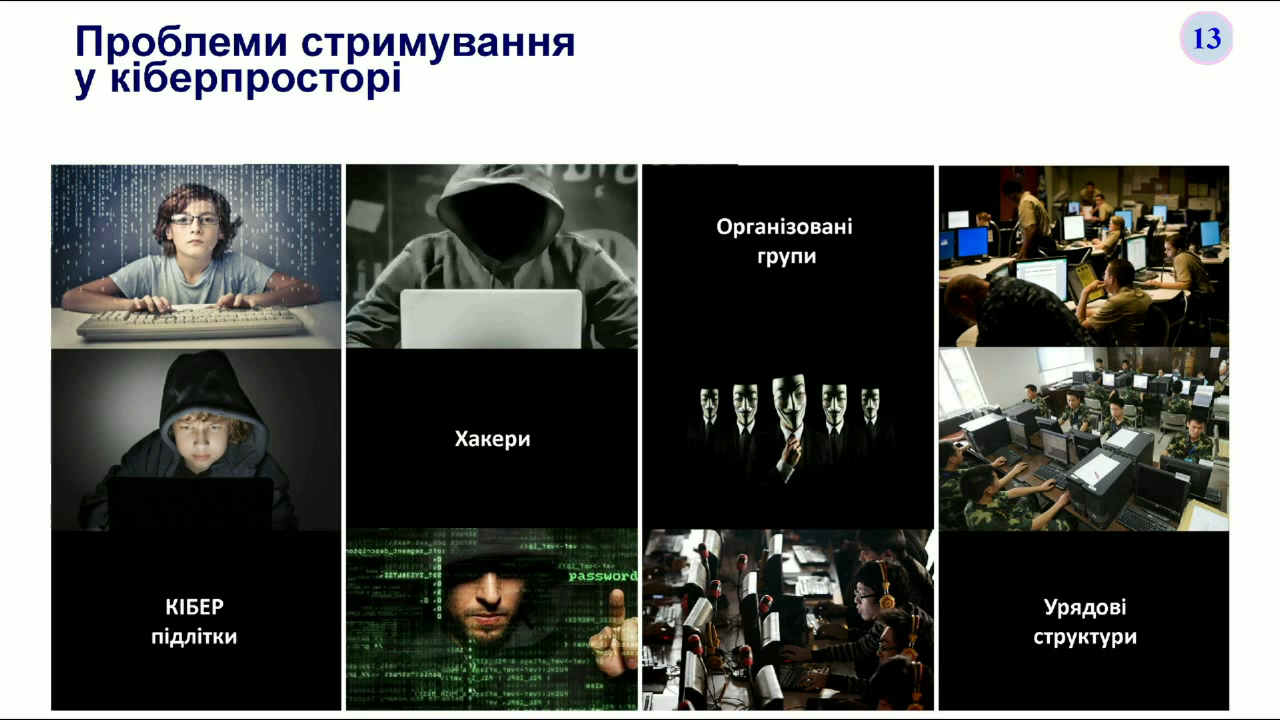 Проблеми стримування
у кіберпросторі
13
Організовані
групи
Хакери
password
КІБЕР
підлітки
Урядові
структури